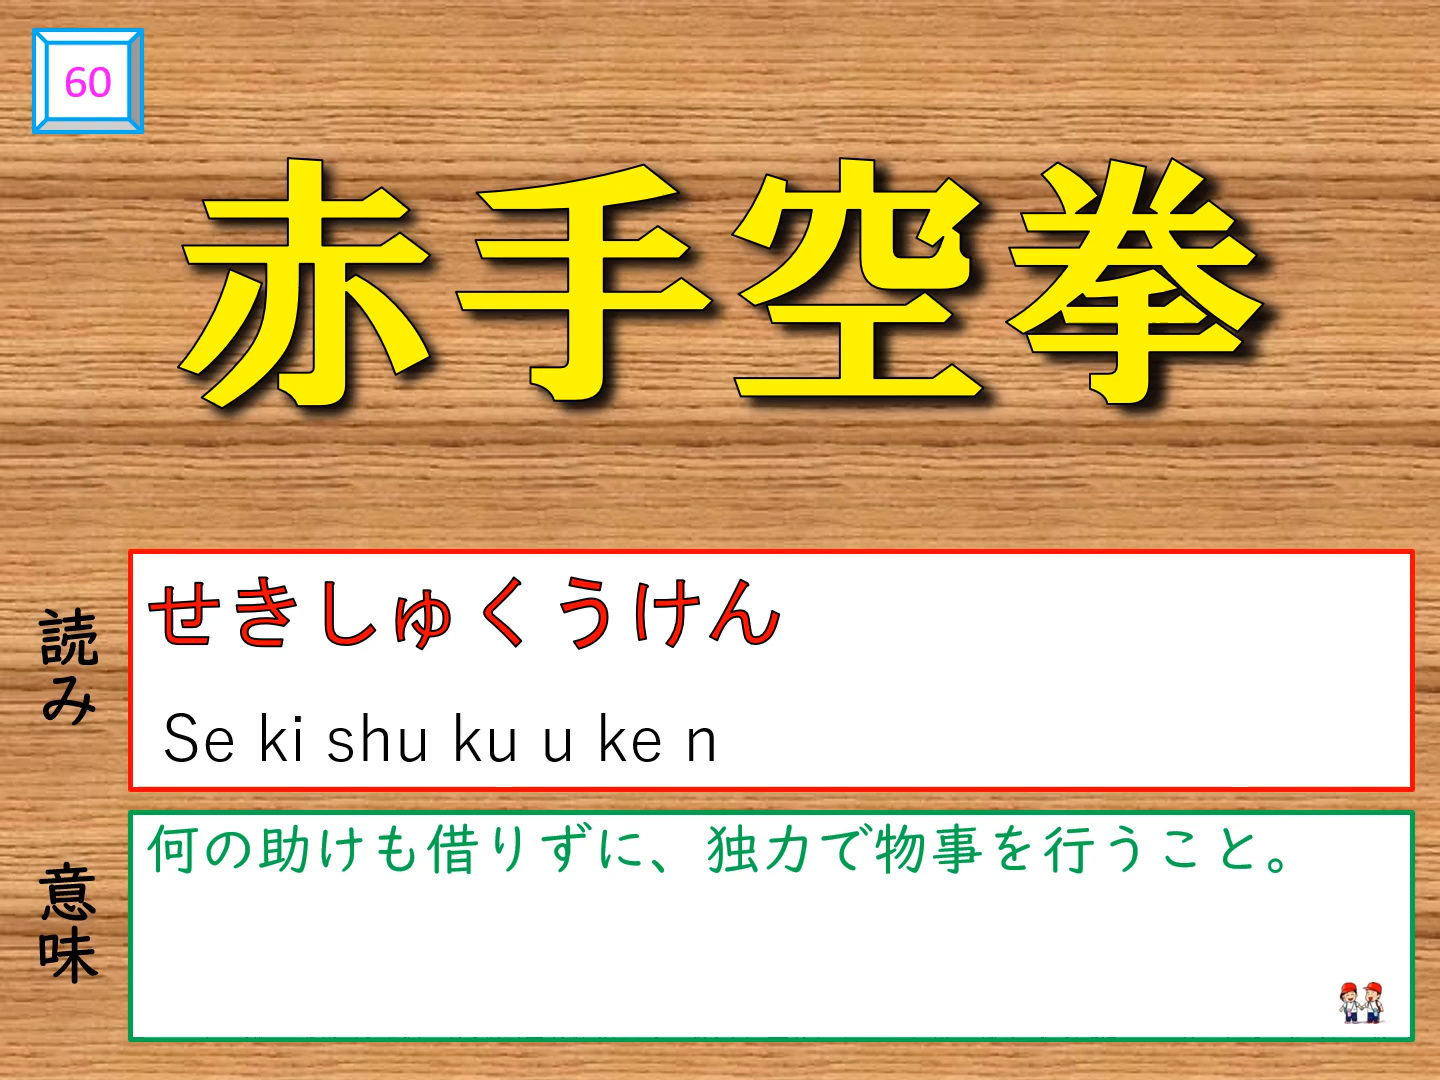 60
赤手空拳
読み
せきしゅくうけん
Se ki shu ku u ke n
意味
何の助けも借りずに、独力で物事を行うこと。